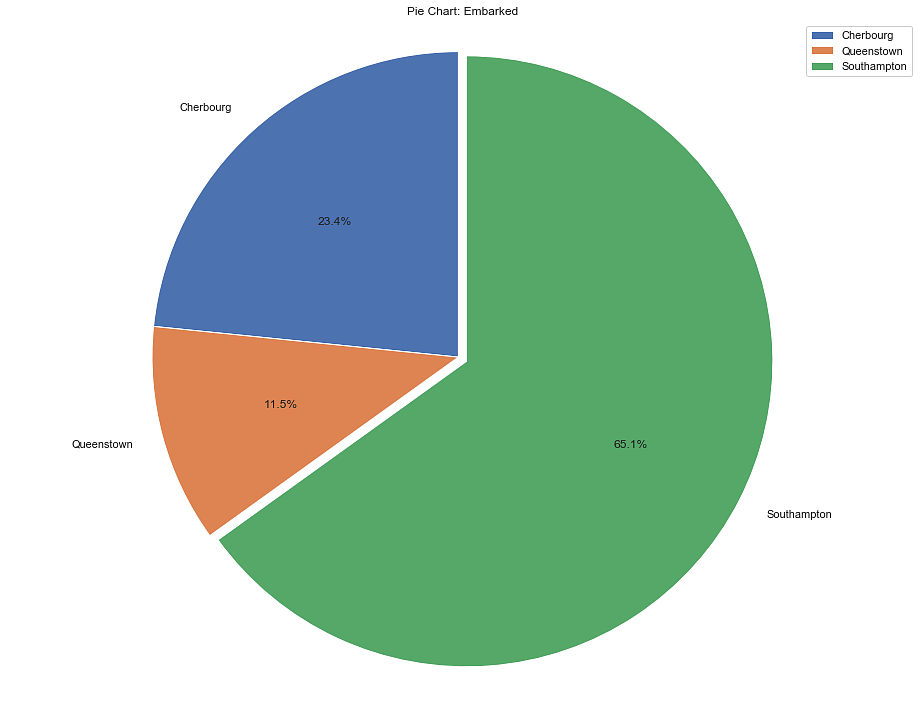 Pie Chart: Embarked
Cherbourg
Queenstown
Southampton
Cherbourg
23.4%
11.5%
Queenstown
65.1%
Southampton